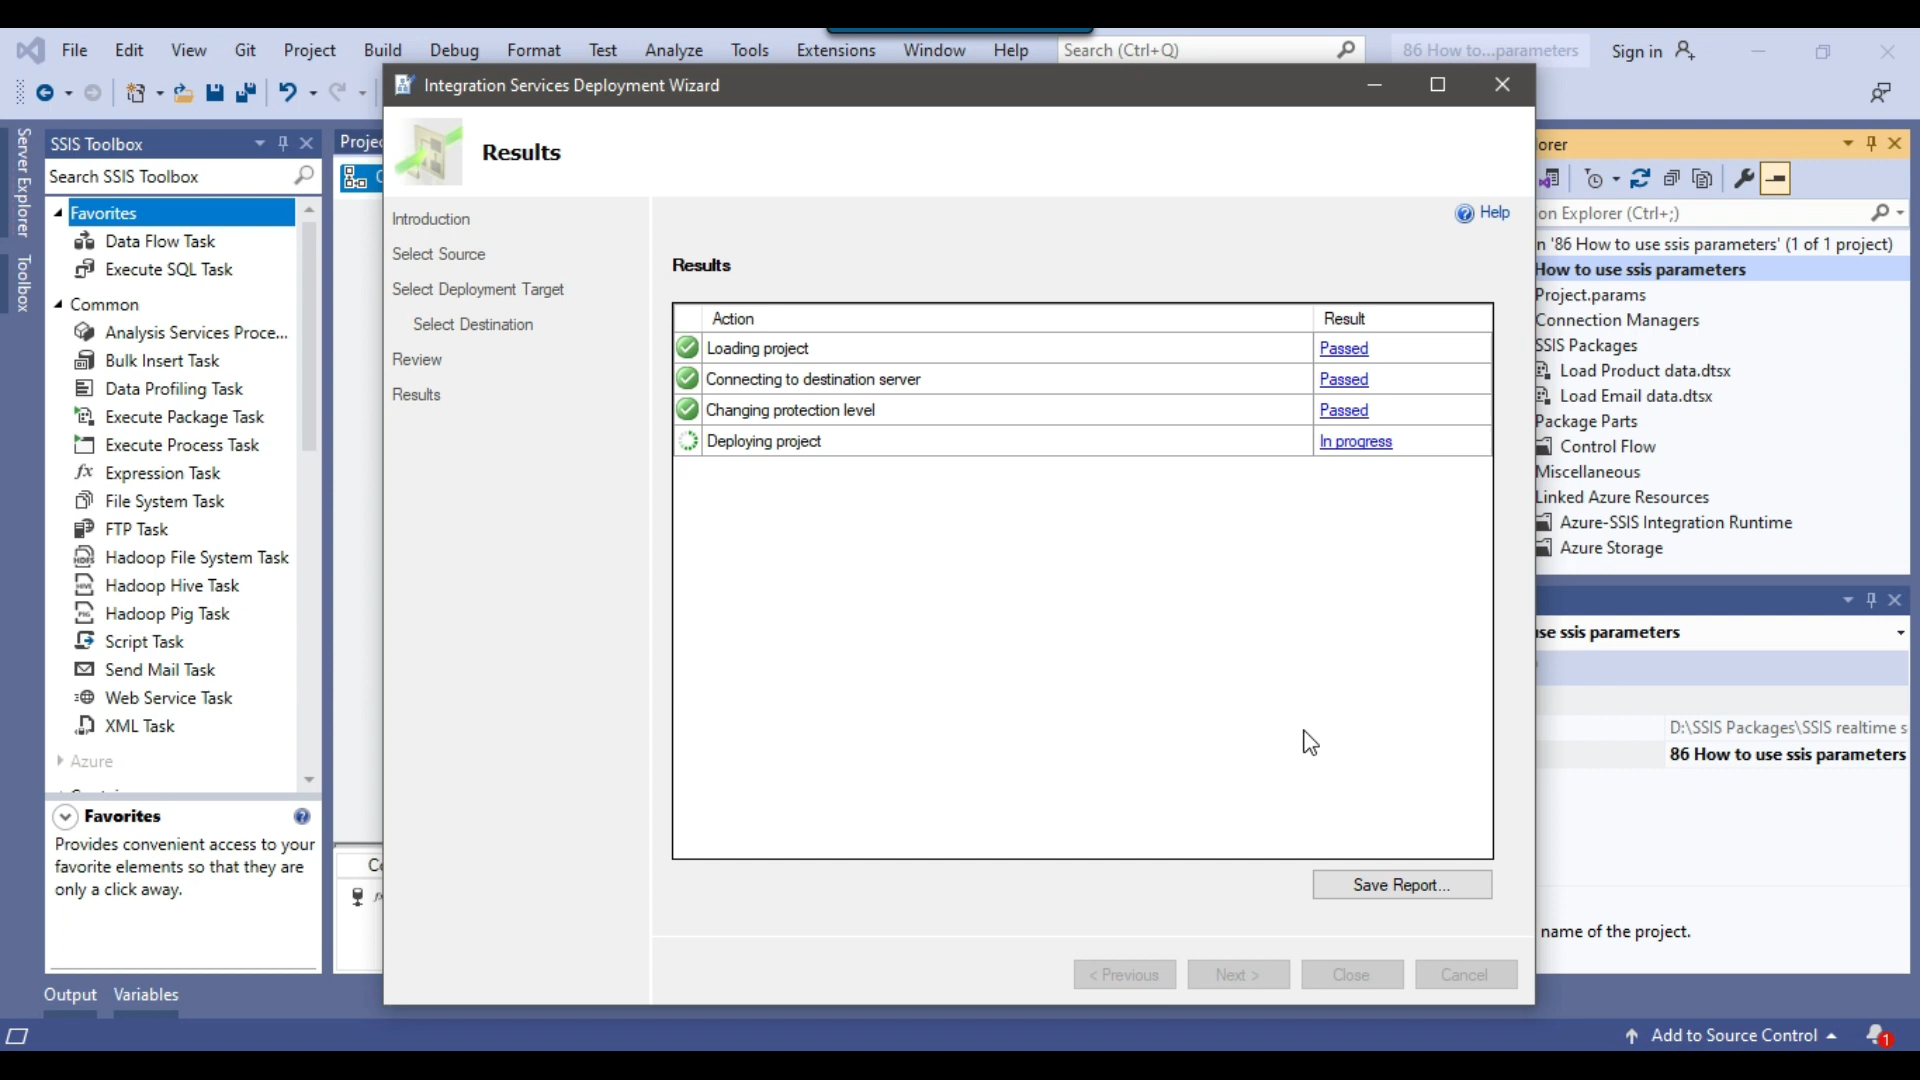 File Edit View Git Project Build Debug Format Test Analyze Tools Extensions Window Help Search (Ctrl+Q) 86 How to...parameters Sign in
Integration Services Deployment Wizard
Server Explorer
Toolbox
SSIS Toolbox
Search SSIS Toolbox
Favorites
Data Flow Task
Execute SQL Task
Common
Analysis Services Proce...
Bulk Insert Task
Data Profiling Task
Execute Package Task
Execute Process Task
Expression Task
File System Task
FTP Task
Hadoop File System Task
Hadoop Hive Task
Hadoop Pig Task
Script Task
Send Mail Task
Web Service Task
XML Task
Azure
Favorites
Provides convenient access to your
favorite elements so that they are
only a click away.
Output Variables
Results
Introduction
Select Source
Select Deployment Target
Select Destination
Review
Results
Help
Results
Action Result
Loading project Passed
Connecting to destination server Passed
Changing protection level Passed
Deploying project In progress
Save Report...
< Previous Next > Close Cancel
orer
on Explorer (Ctrl+;)
n '86 How to use ssis parameters' (1 of 1 project)
How to use ssis parameters
Project.params
Connection Managers
SSIS Packages
Load Product data.dtsx
Load Email data.dtsx
Package Parts
Control Flow
Miscellaneous
Linked Azure Resources
Azure-SSIS Integration Runtime
Azure Storage
use ssis parameters
D:\SSIS Packages\SSIS realtime s
86 How to use ssis parameters
name of the project.
Add to Source Control
1